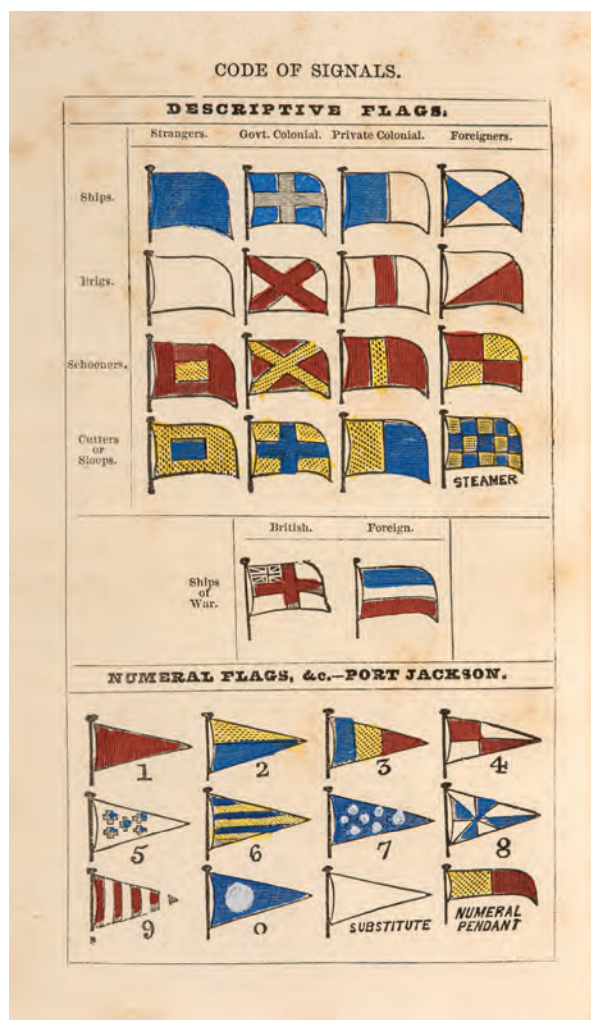 CODE OF SIGNALS.
DESCRIPTIVE FLAGS.
Strangers. Govt. Colonial. Private Colonial. Foreigners.
Ships.
Brigs.
Schooners.
Cutters
or
Sloops.
STEAMER
British. Foreign.
Ships
of
War.
NUMERAL FLAGS, &c.—PORT JACKSON.
1 2 3 4
5 6 7 8
9 0 SUBSTITUTE NUMERAL
PENDANT